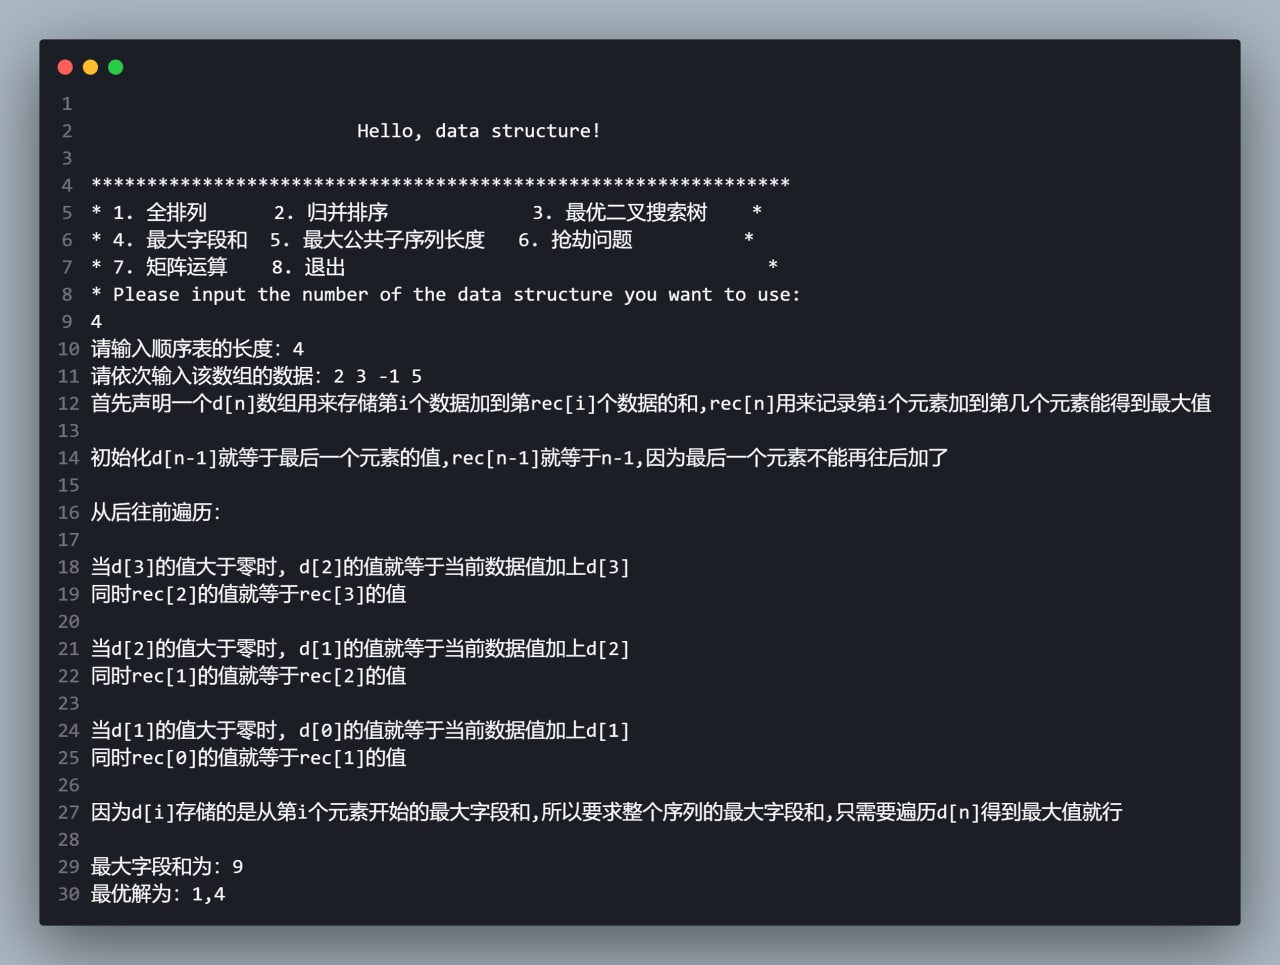 1
2 Hello, data structure!
3
4 ***************************************************************
5 * 1. 全排列 2. 归并排序 3. 最优二叉搜索树 *
6 * 4. 最大字段和 5. 最大公共子序列长度 6. 抢劫问题 *
7 * 7. 矩阵运算 8. 退出 *
8 * Please input the number of the data structure you want to use:
9 4
10 请输入顺序表的长度：4
11 请依次输入该数组的数据：2 3 -1 5
12 首先声明一个d[n]数组用来存储第i个数据加到第rec[i]个数据的和,rec[n]用来记录第i个元素加到第几个元素能得到最大值
13
14 初始化d[n-1]就等于最后一个元素的值,rec[n-1]就等于n-1,因为最后一个元素不能再往后加了
15
16 从后往前遍历：
17
18 当d[3]的值大于零时, d[2]的值就等于当前数据值加上d[3]
19 同时rec[2]的值就等于rec[3]的值
20
21 当d[2]的值大于零时, d[1]的值就等于当前数据值加上d[2]
22 同时rec[1]的值就等于rec[2]的值
23
24 当d[1]的值大于零时, d[0]的值就等于当前数据值加上d[1]
25 同时rec[0]的值就等于rec[1]的值
26
27 因为d[i]存储的是从第i个元素开始的最大字段和,所以要求整个序列的最大字段和,只需要遍历d[n]得到最大值就行
28
29 最大字段和为：9
30 最优解为：1,4